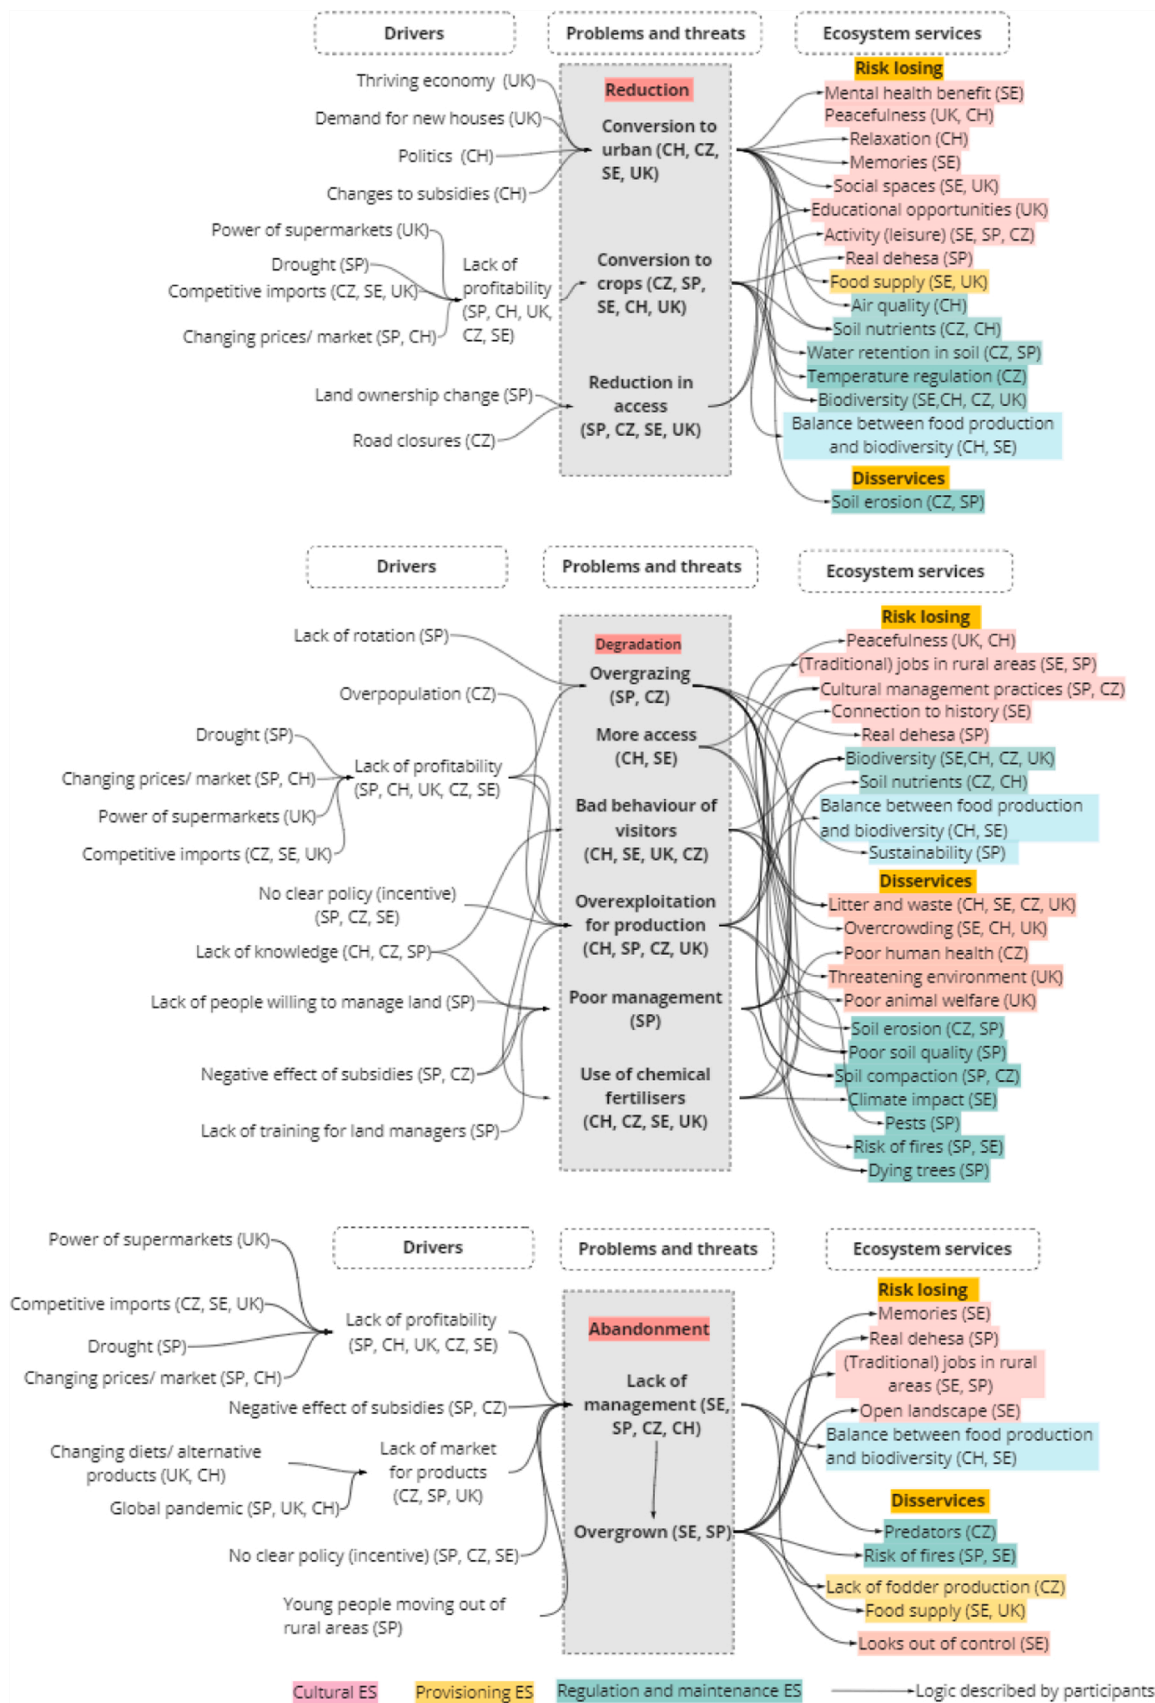 Drivers
Problems and threats
Ecosystem services
Thriving economy (UK)
Demand for new houses (UK)
Politics (CH)
Changes to subsidies (CH)
Power of supermarkets (UK)
Drought (SP)
Competitive imports (CZ, SE, UK)
Changing prices/ market (SP, CH)
Lack of
profitability
(SP, CH, UK,
CZ, SE)
Land ownership change (SP)
Road closures (CZ)
Reduction
Conversion to
urban (CH, CZ,
SE, UK)
Conversion to
crops (CZ, SP,
SE, CH, UK)
Reduction in
access
(SP, CZ, SE, UK)
Risk losing
Mental health benefit (SE)
Peacefulness (UK, CH)
Relaxation (CH)
Memories (SE)
Social spaces (SE, UK)
Educational opportunities (UK)
Activity (leisure) (SE, SP, CZ)
Real dehesa (SP)
Food supply (SE, UK)
Air quality (CH)
Soil nutrients (CZ, CH)
Water retention in soil (CZ, SP)
Temperature regulation (CZ)
Biodiversity (SE,CH, CZ, UK)
Balance between food production
and biodiversity (CH, SE)
Disservices
Soil erosion (CZ, SP)
Drivers
Problems and threats
Ecosystem services
Lack of rotation (SP)
Overpopulation (CZ)
Drought (SP)
Changing prices/ market (SP, CH)
Power of supermarkets (UK)
Competitive imports (CZ, SE, UK)
Lack of profitability
(SP, CH, UK, CZ, SE)
No clear policy (incentive)
(SP, CZ, SE)
Lack of knowledge (CH, CZ, SP)
Lack of people willing to manage land (SP)
Negative effect of subsidies (SP, CZ)
Lack of training for land managers (SP)
Degradation
Overgrazing
(SP, CZ)
More access
(CH, SE)
Bad behaviour of
visitors
(CH, SE, UK, CZ)
Overexploitation
for production
(CH, SP, CZ, UK)
Poor management
(SP)
Use of chemical
fertilisers
(CH, CZ, SE, UK)
Risk losing
Peacefulness (UK, CH)
(Traditional) jobs in rural areas (SE, SP)
Cultural management practices (SP, CZ)
Connection to history (SE)
Real dehesa (SP)
Biodiversity (SE,CH, CZ, UK)
Soil nutrients (CZ, CH)
Balance between food production
and biodiversity (CH, SE)
Sustainability (SP)
Disservices
Litter and waste (CH, SE, CZ, UK)
Overcrowding (SE, CH, UK)
Poor human health (CZ)
Threatening environment (UK)
Poor animal welfare (UK)
Soil erosion (CZ, SP)
Poor soil quality (SP)
Soil compaction (SP, CZ)
Climate impact (SE)
Pests (SP)
Risk of fires (SP, SE)
Dying trees (SP)
Drivers
Problems and threats
Ecosystem services
Power of supermarkets (UK)
Competitive imports (CZ, SE, UK)
Drought (SP)
Changing prices/ market (SP, CH)
Lack of profitability
(SP, CH, UK, CZ, SE)
Negative effect of subsidies (SP, CZ)
Changing diets/ alternative
products (UK, CH)
Global pandemic (SP, UK, CH)
Lack of market
for products
(CZ, SP, UK)
No clear policy (incentive) (SP, CZ, SE)
Young people moving out of
rural areas (SP)
Abandonment
Lack of
management (SE,
SP, CZ, CH)
Overgrown (SE, SP)
Risk losing
Memories (SE)
Real dehesa (SP)
(Traditional) jobs in rural
areas (SE, SP)
Open landscape (SE)
Balance between food production
and biodiversity (CH, SE)
Disservices
Predators (CZ)
Risk of fires (SP, SE)
Lack of fodder production (CZ)
Food supply (SE, UK)
Looks out of control (SE)
Cultural ES
Provisioning ES
Regulation and maintenance ES
Logic described by participants